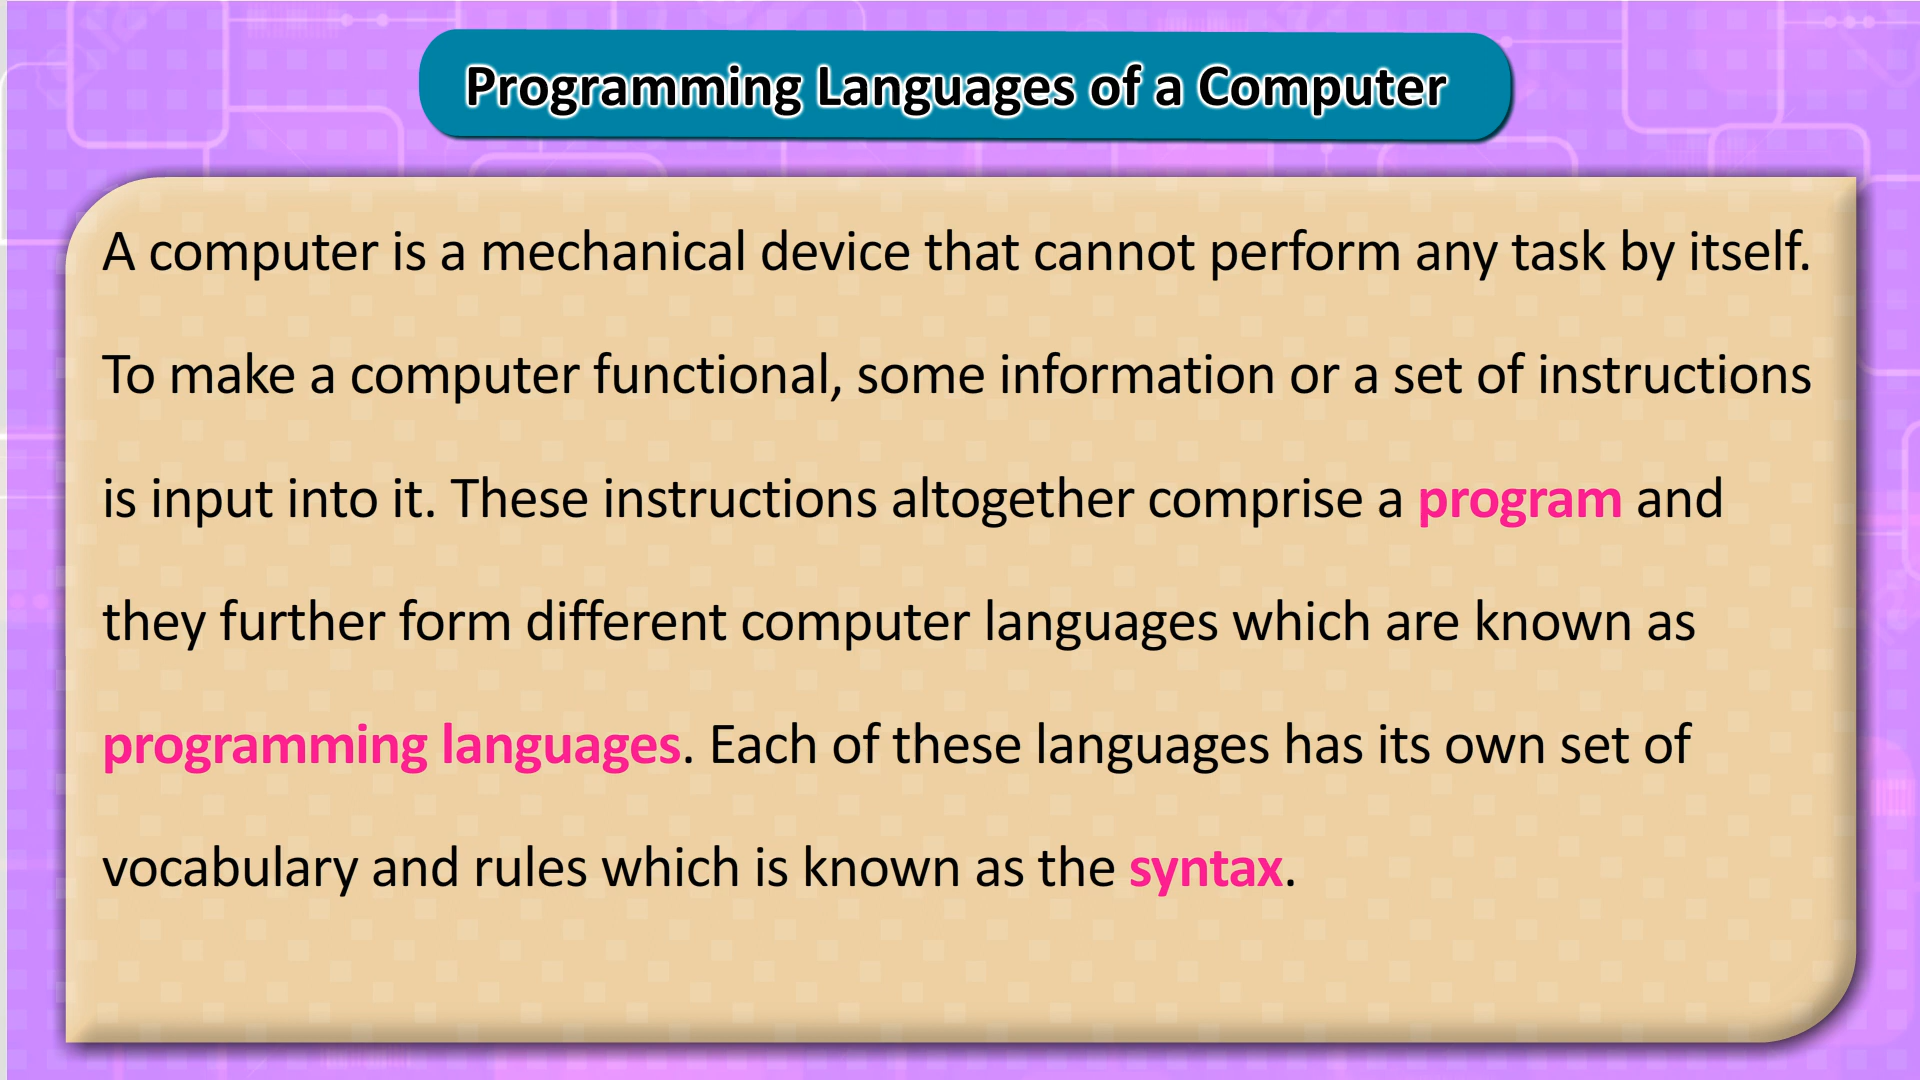 Programming Languages of a Computer
A computer is a mechanical device that cannot perform any task by itself.
To make a computer functional, some information or a set of instructions
is input into it. These instructions altogether comprise a program and
they further form different computer languages which are known as
programming languages. Each of these languages has its own set of
vocabulary and rules which is known as the syntax.